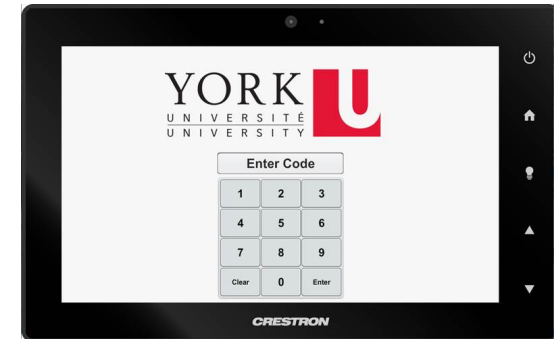 YORK U
UNIVERSITÉ
UNIVERSITY
Enter Code
1 2 3
4 5 6
7 8 9
Clear 0 Enter
CRESTRON